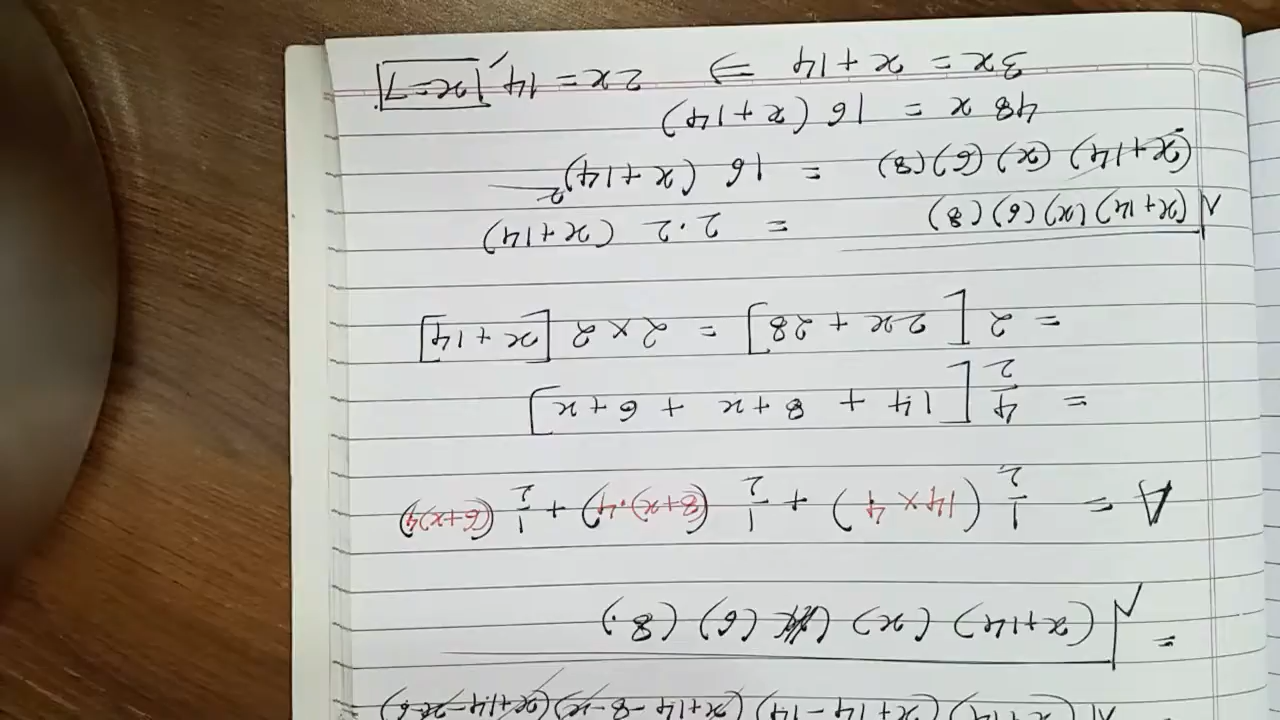 √(x+14) (x+14-14) (x+14-8-x)(x+14-x-6)
= √(x+14) (x) (6) (8)
A = 1/2 (14×4) + 1/2 (8+x)·4) + 1/2 (6+x)4)
= 4/2 [14 + 8+x + 6+x]
= 2 [2x + 28] = 2×2 [x+14]
√(x+14)(x)(6)(8) = 2·2 (x+14)
(x+14) (x) (6)(8) = 16 (x+14)²
48 x = 16 (x+14)
3x = x+14 ⇒ 2x = 14, x=7